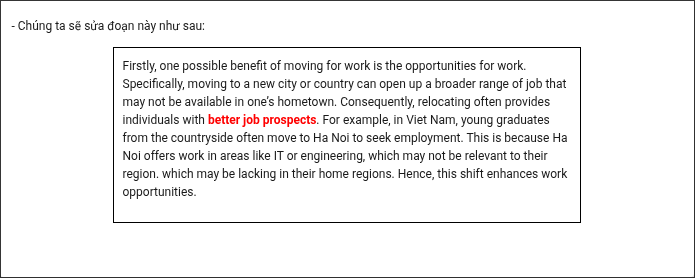 - Chúng ta sẽ sửa đoạn này như sau:
Firstly, one possible benefit of moving for work is the opportunities for work.
Specifically, moving to a new city or country can open up a broader range of job that
may not be available in one's hometown. Consequently, relocating often provides
individuals with better job prospects. For example, in Viet Nam, young graduates
from the countryside often move to Ha Noi to seek employment. This is because Ha
Noi offers work in areas like IT or engineering, which may not be relevant to their
region. which may be lacking in their home regions. Hence, this shift enhances work
opportunities.